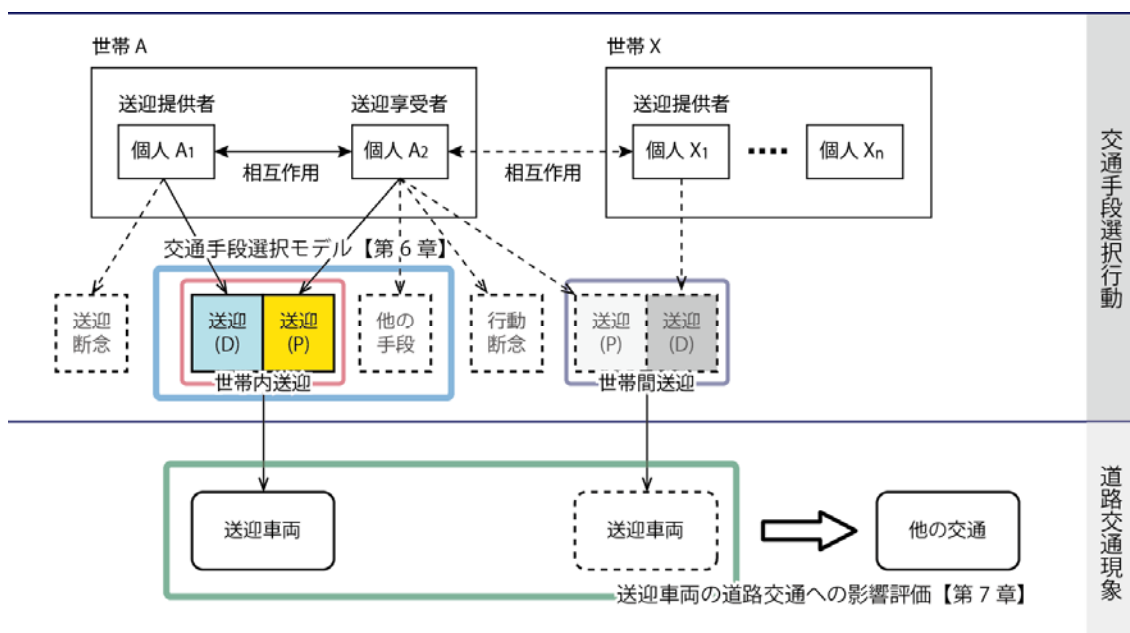 世帯 A
世帯 X
送迎提供者
送迎享受者
送迎提供者
個人 A1
個人 A2
個人 X1
個人 Xn
相互作用
相互作用
交通手段選択モデル【第 6 章】
送迎
断念
送迎
(D)
送迎
(P)
他の
手段
行動
断念
送迎
(P)
送迎
(D)
世帯内送迎
世帯間送迎
交通手段選択行動
送迎車両
送迎車両
他の交通
送迎車両の道路交通への影響評価【第 7 章】
道路交通現象